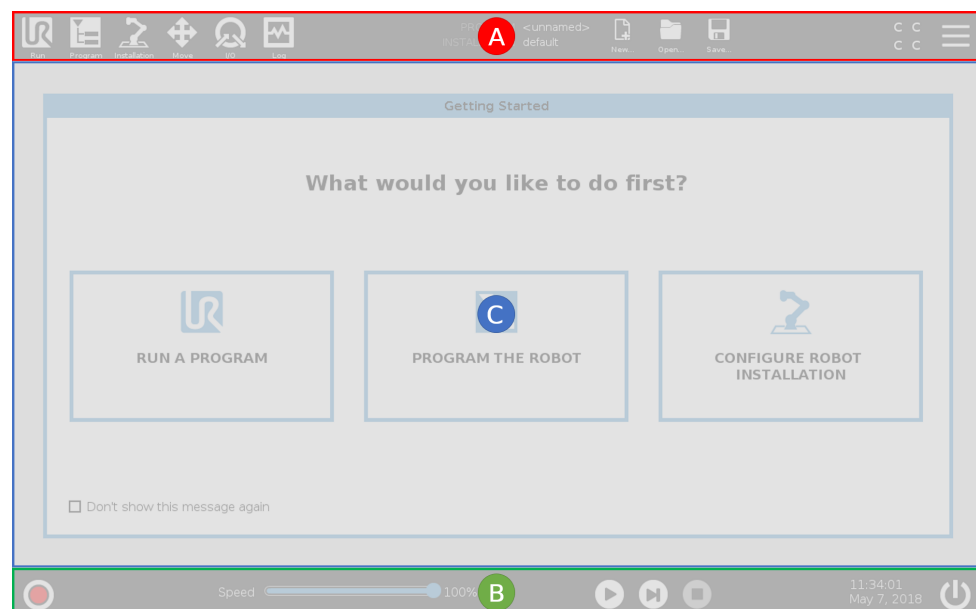 <unnamed>
default
Run
Program
Installation
Move
I/O
Log
New...
Open...
Save...
C C
C C
A
Getting Started
What would you like to do first?
C
RUN A PROGRAM
PROGRAM THE ROBOT
CONFIGURE ROBOT
INSTALLATION
Don't show this message again
Speed
100%
B
11:34:01
May 7, 2018